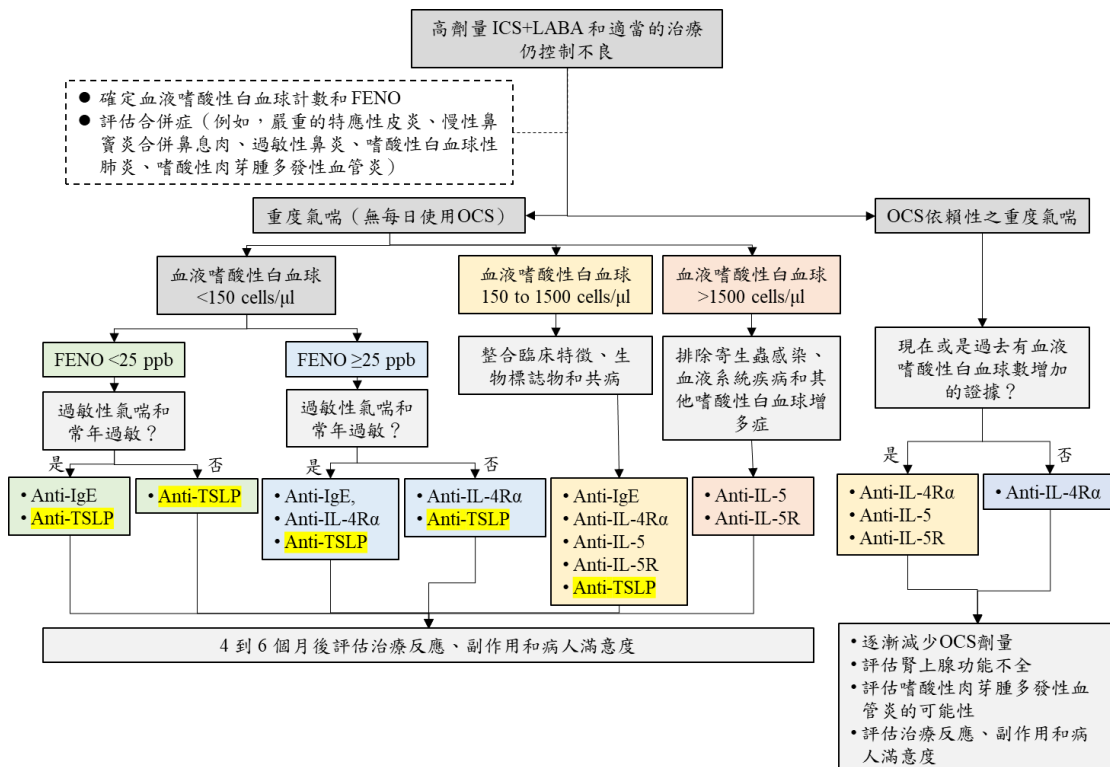 高劑量 ICS+LABA 和適當的治療
仍控制不良
● 確定血液嗜酸性白血球計數和 FENO
● 評估合併症（例如，嚴重的特應性皮炎、慢性鼻
竇炎合併鼻息肉、過敏性鼻炎、嗜酸性白血球性
肺炎、嗜酸性肉芽腫多發性血管炎）
重度氣喘（無每日使用OCS）
OCS依賴性之重度氣喘
血液嗜酸性白血球
<150 cells/μl
血液嗜酸性白血球
150 to 1500 cells/μl
血液嗜酸性白血球
>1500 cells/μl
FENO <25 ppb
FENO ≥25 ppb
整合臨床特徵、生
物標誌物和共病
排除寄生蟲感染、
血液系統疾病和其
他嗜酸性白血球增
多症
現在或是過去有血液
嗜酸性白血球數增加
的證據？
過敏性氣喘和
常年過敏？
過敏性氣喘和
常年過敏？
是
否
是
否
是
否
• Anti-IgE
• Anti-TSLP
• Anti-TSLP
• Anti-IgE,
• Anti-IL-4Rα
• Anti-TSLP
• Anti-IL-4Rα
• Anti-TSLP
• Anti-IgE
• Anti-IL-4Rα
• Anti-IL-5
• Anti-IL-5R
• Anti-TSLP
• Anti-IL-5
• Anti-IL-5R
• Anti-IL-4Rα
• Anti-IL-5
• Anti-IL-5R
• Anti-IL-4Rα
4 到 6 個月後評估治療反應、副作用和病人滿意度
• 逐漸減少OCS劑量
• 評估腎上腺功能不全
• 評估嗜酸性肉芽腫多發性血
管炎的可能性
• 評估治療反應、副作用和病
人滿意度